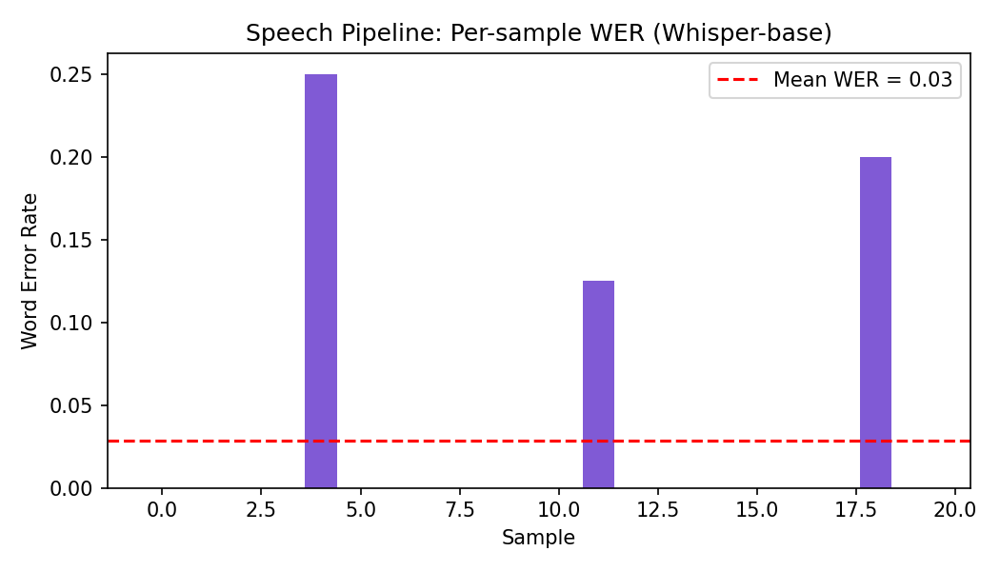 Speech Pipeline: Per-sample WER (Whisper-base)
Mean WER = 0.03
Word Error Rate
0.25
0.20
0.15
0.10
0.05
0.00
0.0 2.5 5.0 7.5 10.0 12.5 15.0 17.5 20.0
Sample